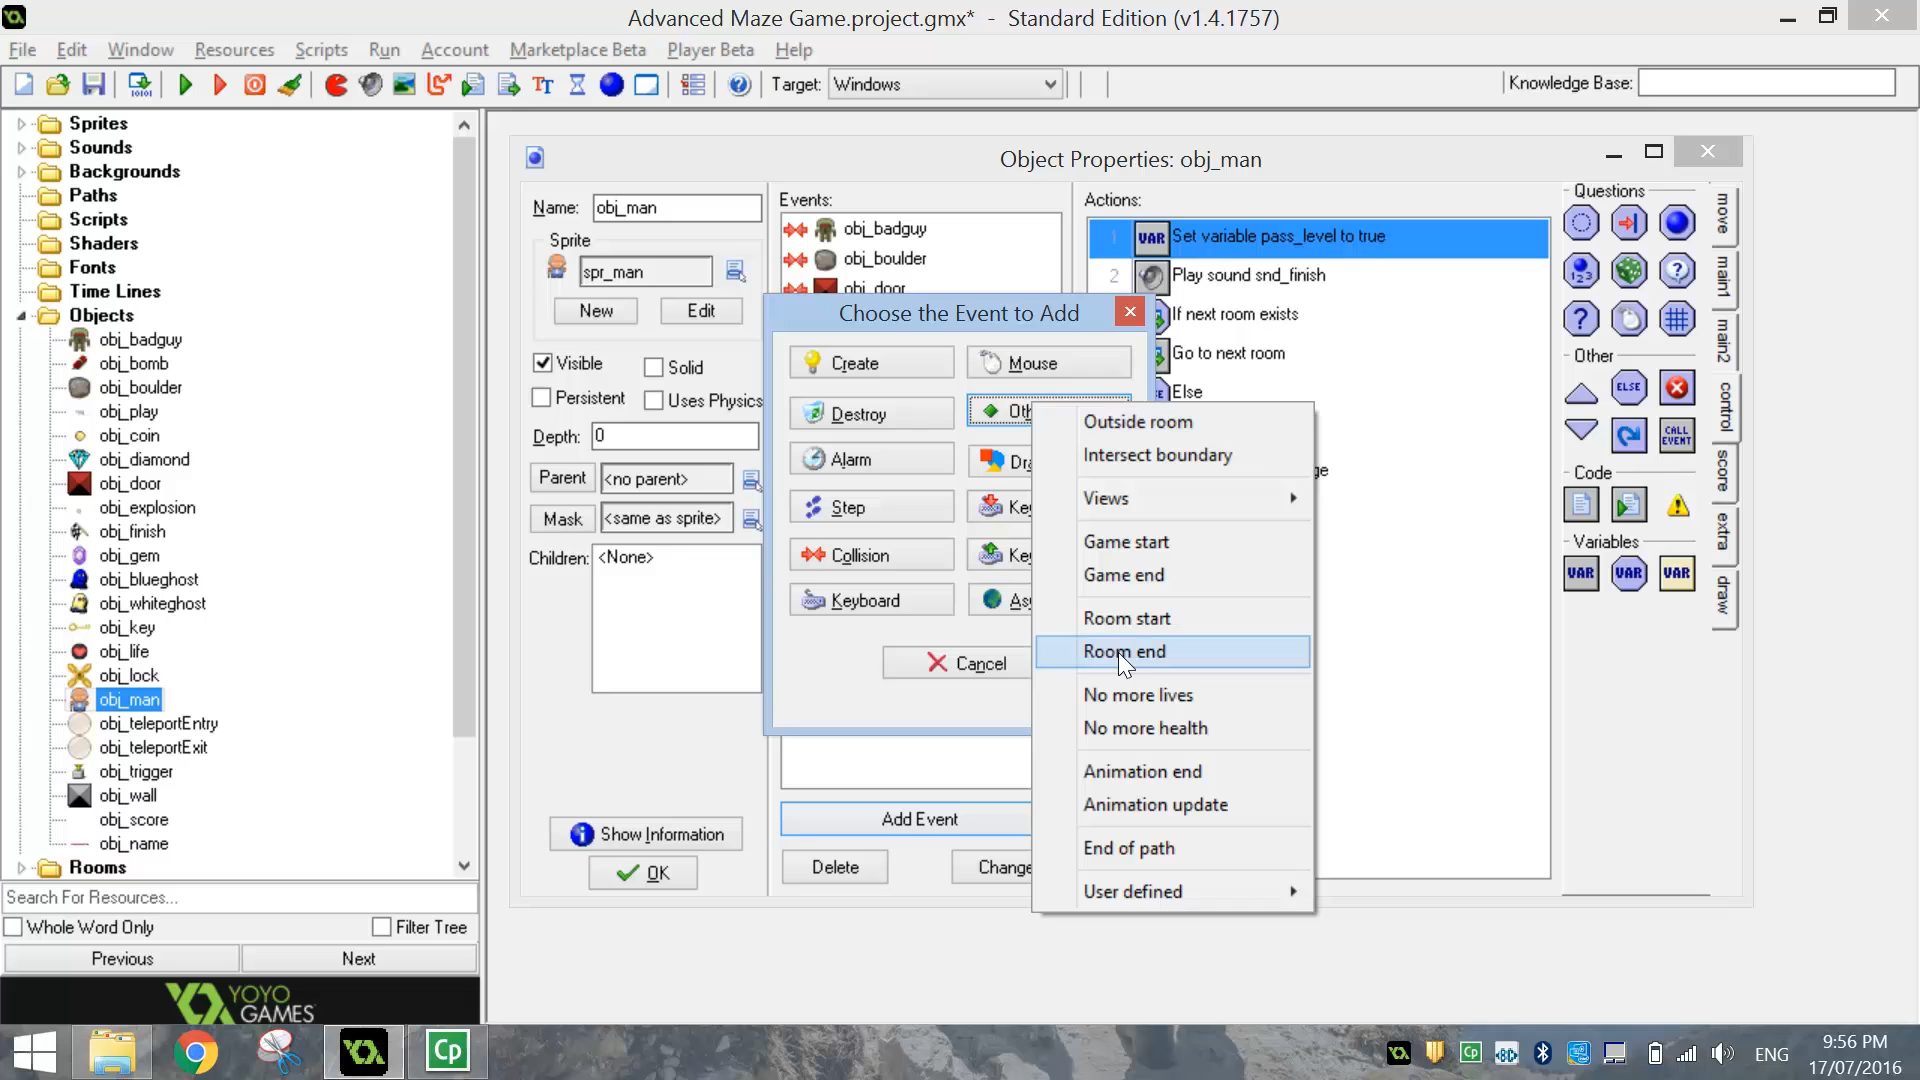 Advanced Maze Game.project.gmx* - Standard Edition (v1.4.1757)
File Edit Window Resources Scripts Run Account Marketplace Beta Player Beta Help
Target: Windows
Knowledge Base:
Sprites
Sounds
Backgrounds
Paths
Scripts
Shaders
Fonts
Time Lines
Objects
obj_badguy
obj_bomb
obj_boulder
obj_play
obj_coin
obj_diamond
obj_door
obj_explosion
obj_finish
obj_gem
obj_blueghost
obj_whiteghost
obj_key
obj_life
obj_lock
obj_man
obj_teleportEntry
obj_teleportExit
obj_trigger
obj_wall
obj_score
obj_name
Rooms
Search For Resources...
Whole Word Only
Filter Tree
Previous
Next
YOYO
GAMES
Object Properties: obj_man
Name: obj_man
Sprite
spr_man
New
Edit
Visible
Solid
Persistent
Uses Physics
Depth: 0
Parent <no parent>
Mask <same as sprite>
Children: <None>
Show Information
OK
Events:
obj_badguy
obj_boulder
obj_door
Add Event
Delete
Change
Choose the Event to Add
Create
Mouse
Destroy
Alarm
Step
Collision
Keyboard
Cancel
Outside room
Intersect boundary
Views
Game start
Game end
Room start
Room end
No more lives
No more health
Animation end
Animation update
End of path
User defined
Actions:
1 VAR Set variable pass_level to true
2 Play sound snd_finish
If next room exists
Go to next room
Else
Questions
Other
ELSE
CALL
EVENT
Code
Variables
VAR VAR VAR
move
main1
main2
control
score
extra
draw
Cp
Cp
ENG
9:56 PM
17/07/2016